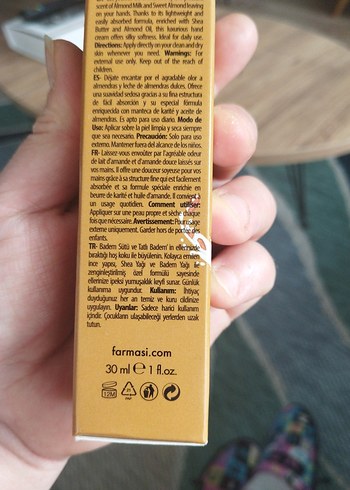 scent of Almond Milk and Sweet Almond leaving
on your hands. Thanks to its lightweight and
easily absorbed formula, enriched with Shea
Butter and Almond Oil, this luxurious hand
cream offers silky softness. Ideal for daily use.
Directions: Apply directly on your clean and dry
skin whenever you need. Warnings: For
external use only. Keep out of the reach of
children.
ES- Déjate encantar por el agradable olor a
almendras y leche de almendras dulces. Ofrece
una suavidad sedosa gracias a su fina estructura
de fácil absorción y su especial fórmula
enriquecida con manteca de karité y aceite de
almendras. Es apto para uso diario. Modo de
Uso: Aplicar sobre la piel limpia y seca siempre
que sea necesario. Precaución: Solo para uso
externo. Mantener fuera del alcance de los niños.
FR- Laissez-vous envoûter par l'agréable odeur
de lait d'amande et d'amande douce laissés sur
vos mains. Il offre une douceur soyeuse pour vos
mains grâce à sa structure fine qui est facilement
absorbée et sa formule spéciale enrichie en
beurre de karité et huile d'amande. Il convient à
un usage quotidien. Comment utiliser:
Appliquer sur une peau propre et sèche chaque
fois que nécessaire. Avertissement: Pour usage
externe uniquement. Garder hors de portée des
enfants.
TR- Badem Sütü ve Tatlı Badem' in ellerinizde
bıraktığı hoş koku ile büyülenin. Kolayca emilen
ince yapısı, Shea Yağı ve Badem Yağı ile
zenginleştirilmiş özel formülü sayesinde
ellerinize ipeksi yumuşaklık keyfi sunar. Günlük
kullanıma uygundur. Kullanım: İhtiyaç
duyduğunuz her an temiz ve kuru cildinize
uygulayın. Uyarılar: Sadece harici kullanım
içindir. Çocukların ulaşabileceği yerlerden uzak
tutun.
farmasi.com
30 ml ℮ 1 fl.oz.
12M
21
PAP